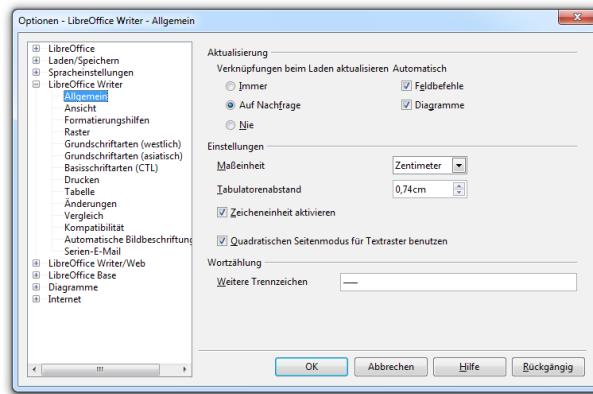 Optionen - LibreOffice Writer - Allgemein
LibreOffice
Laden/Speichern
Spracheinstellungen
LibreOffice Writer
Allgemein
Ansicht
Formatierungshilfen
Raster
Grundschriftarten (westlich)
Grundschriftarten (asiatisch)
Basisschriftarten (CTL)
Drucken
Tabelle
Änderungen
Vergleich
Kompatibilität
Automatische Bildbeschriftung
Serien-E-Mail
LibreOffice Writer/Web
LibreOffice Base
Diagramme
Internet
Aktualisierung
Verknüpfungen beim Laden aktualisieren Automatisch
Immer Feldbefehle
Auf Nachfrage Diagramme
Nie
Einstellungen
Maßeinheit Zentimeter
Tabulatorenabstand 0,74cm
Zeicheneinheit aktivieren
Quadratischen Seitenmodus für Textraster benutzen
Wortzählung
Weitere Trennzeichen —–
OK Abbrechen Hilfe Rückgängig